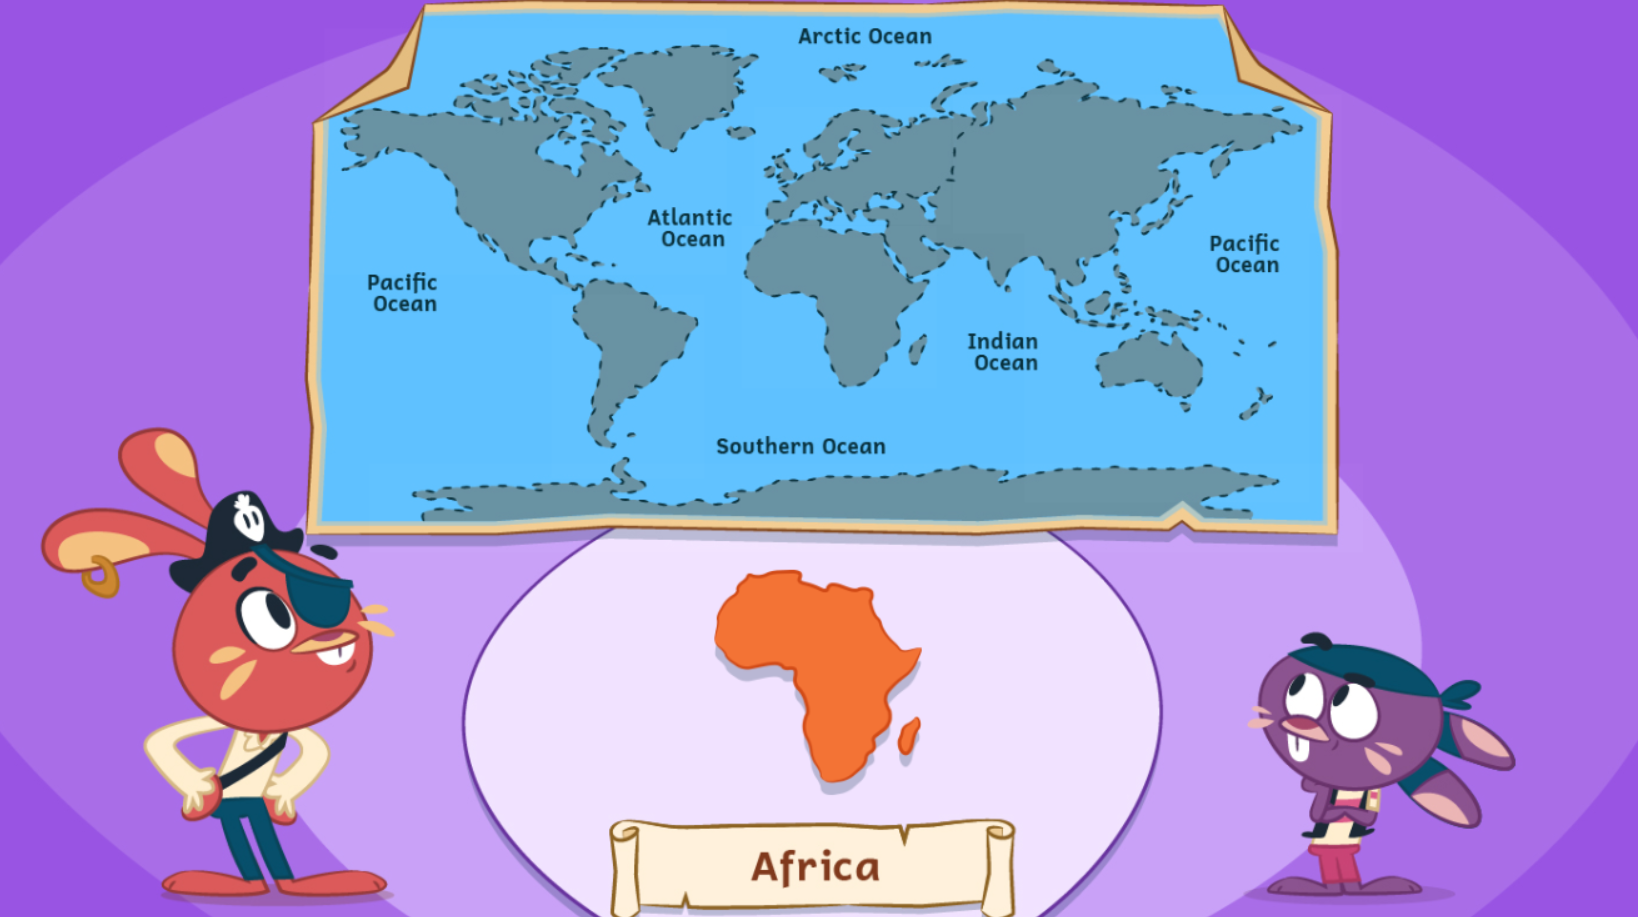 Arctic Ocean
Atlantic
Ocean
Pacific
Ocean
Pacific
Ocean
Indian
Ocean
Southern Ocean
Africa